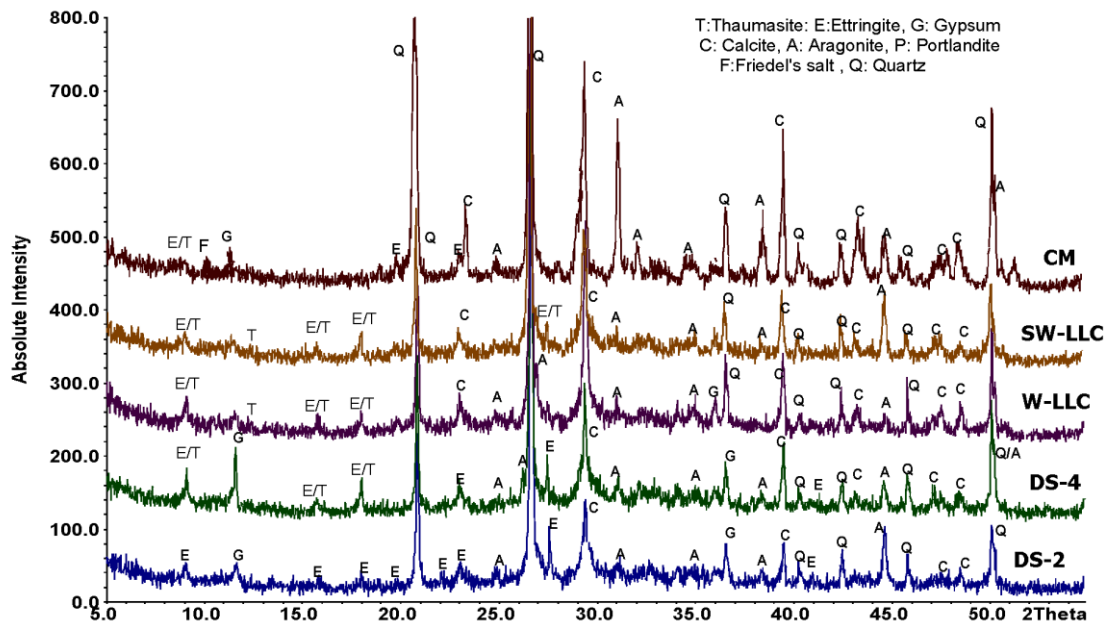 800.0
700.0
600.0
500.0
400.0
300.0
200.0
100.0
0.0
Absolute Intensity
T:Thaumasite: E:Ettringite, G: Gypsum
C: Calcite, A: Aragonite, P: Portlandite
F:Friedel's salt , Q: Quartz
Q Q C A C Q
E/T F G E Q E C A A A Q A Q Q C A Q C C A CM
E/T T E/T E/T C E/T C A A Q A C Q Q C A Q C C SW-LLC
E/T T E/T E/T C A A A A G Q C Q Q C A Q C C W-LLC
E/T G E/T E/T E A A E C A A G A C Q E Q C A Q C C Q/A DS-4
E G E E E E E A E C A A G A C Q E Q A Q C C Q DS-2
5.0 10.0 15.0 20.0 25.0 30.0 35.0 40.0 45.0 50.0 2Theta